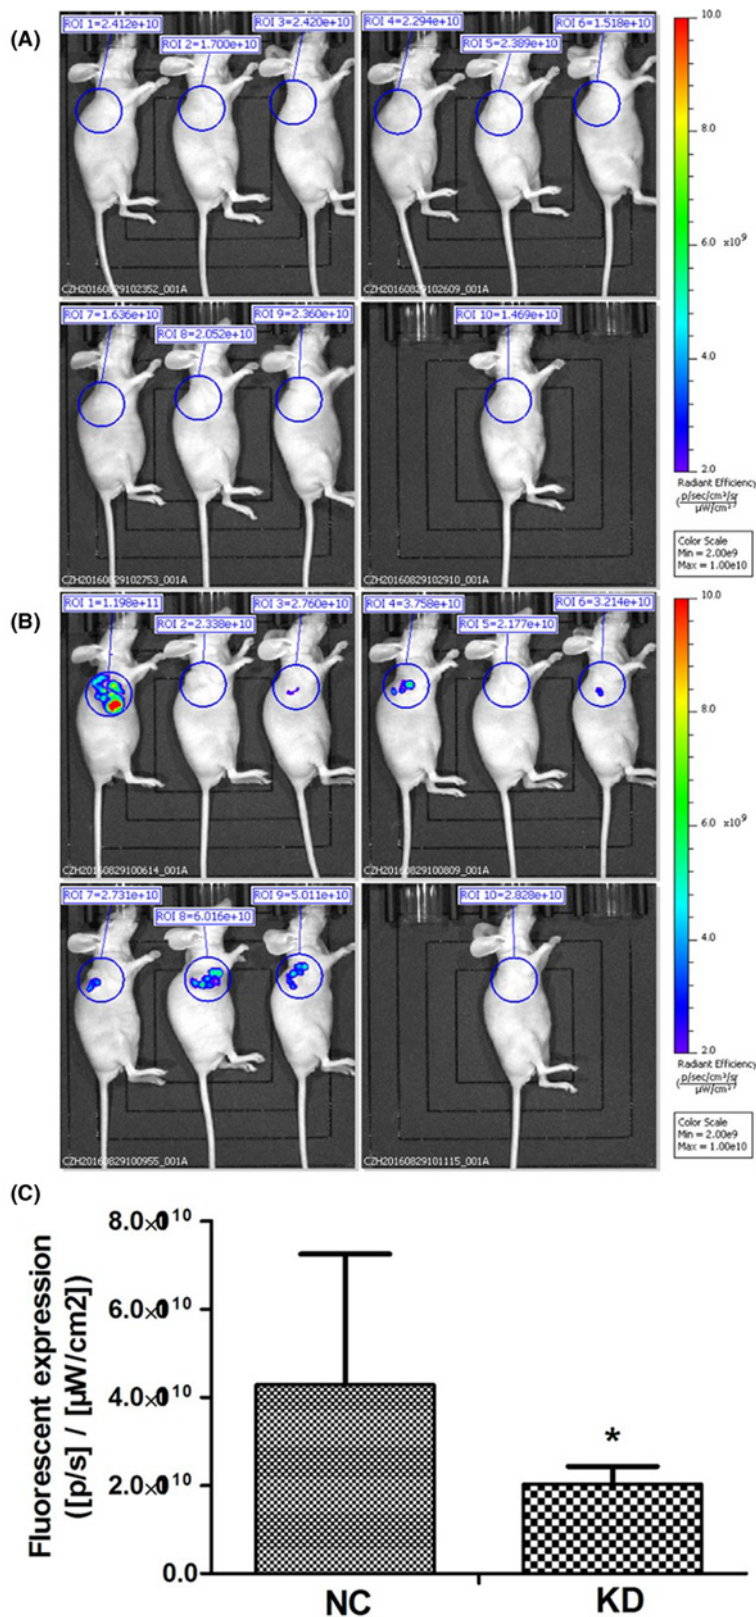 (A)
ROI 1=2.412e+10
ROI 2=1.700e+10
ROI 3=2.420e+10
CZH20160829102352_001A
ROI 4=2.294e+10
ROI 5=2.389e+10
ROI 6=1.518e+10
CZH20160829102609_001A
ROI 7=1.636e+10
ROI 8=2.052e+10
ROI 9=2.360e+10
CZH20160829102753_001A
ROI 10=1.469e+10
CZH20160829102910_001A
10.0
8.0
x10⁹
6.0
4.0
2.0
Radiant Efficiency
(p/sec/cm²/sr
μW/cm²)
Color Scale
Min = 2.00e9
Max = 1.00e10
(B)
ROI 1=1.198e+11
ROI 2=2.338e+10
ROI 3=2.760e+10
CZH20160829100614_001A
ROI 4=3.758e+10
ROI 5=2.177e+10
ROI 6=3.214e+10
CZH20160829100809_001A
ROI 7=2.731e+10
ROI 8=6.016e+10
ROI 9=5.011e+10
CZH20160829100955_001A
ROI 10=2.828e+10
CZH20160829101115_001A
10.0
8.0
x10⁹
6.0
4.0
2.0
Radiant Efficiency
(p/sec/cm²/sr
μW/cm²)
Color Scale
Min = 2.00e9
Max = 1.00e10
(C)
Fluorescent expression
([p/s] / [μW/cm2])
8.0×10¹⁰
6.0×10¹⁰
4.0×10¹⁰
2.0×10¹⁰
0.0
*
NC
KD